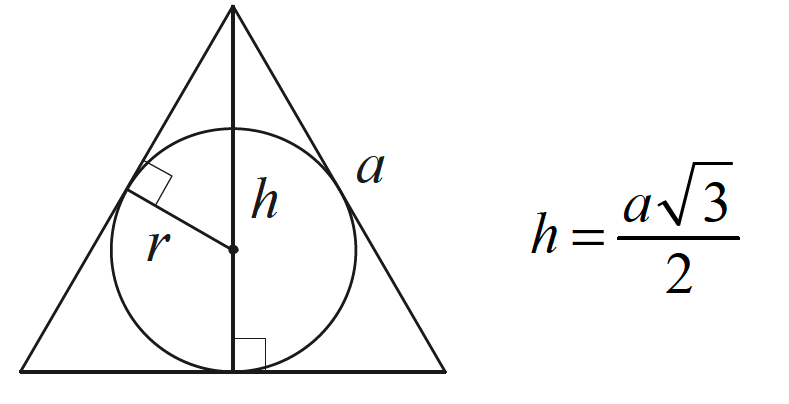 a
h
r
h = a√3/2